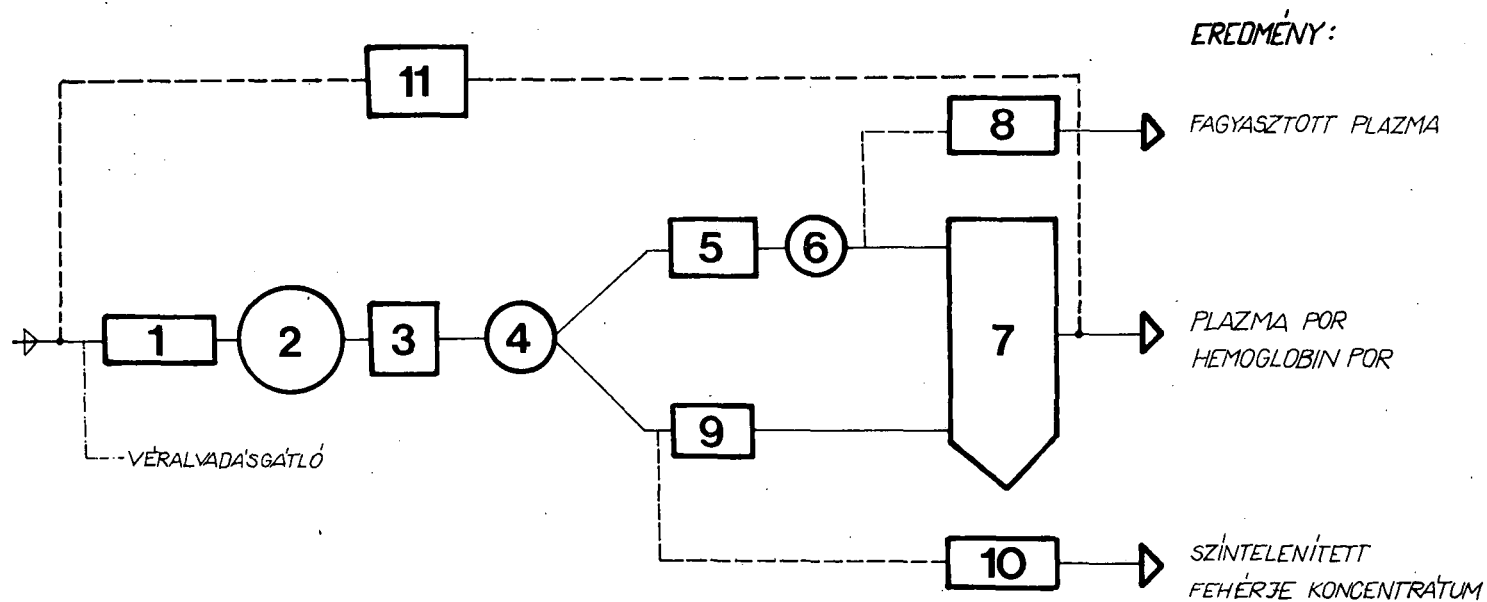 EREDMÉNY:
11
8
FAGYASZTOTT PLAZMA
5
6
1
2
3
4
7
PLAZMA POR
HEMOGLOBIN POR
9
VÉRALVADÁSGÁTLÓ
10
SZÍNTELENÍTETT
FEHÉRJE KONCENTRÁTUM